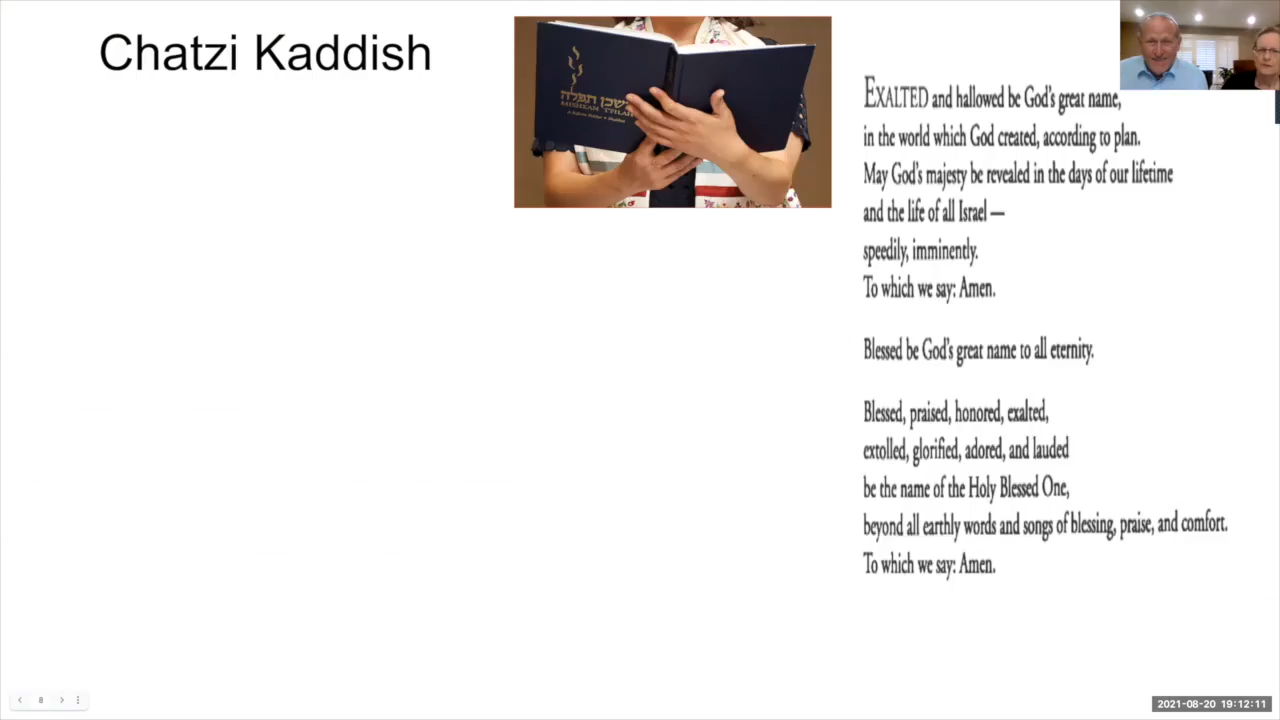 Chatzi Kaddish
משכן תפלה
MISHKAN T'FILAH
EXALTED and hallowed be God's great name,
in the world which God created, according to plan.
May God's majesty be revealed in the days of our lifetime
and the life of all Israel —
speedily, imminently.
To which we say: Amen.
Blessed be God's great name to all eternity.
Blessed, praised, honored, exalted,
extolled, glorified, adored, and lauded
be the name of the Holy Blessed One,
beyond all earthly words and songs of blessing, praise, and comfort.
To which we say: Amen.
8
2021-08-20 19:12:11